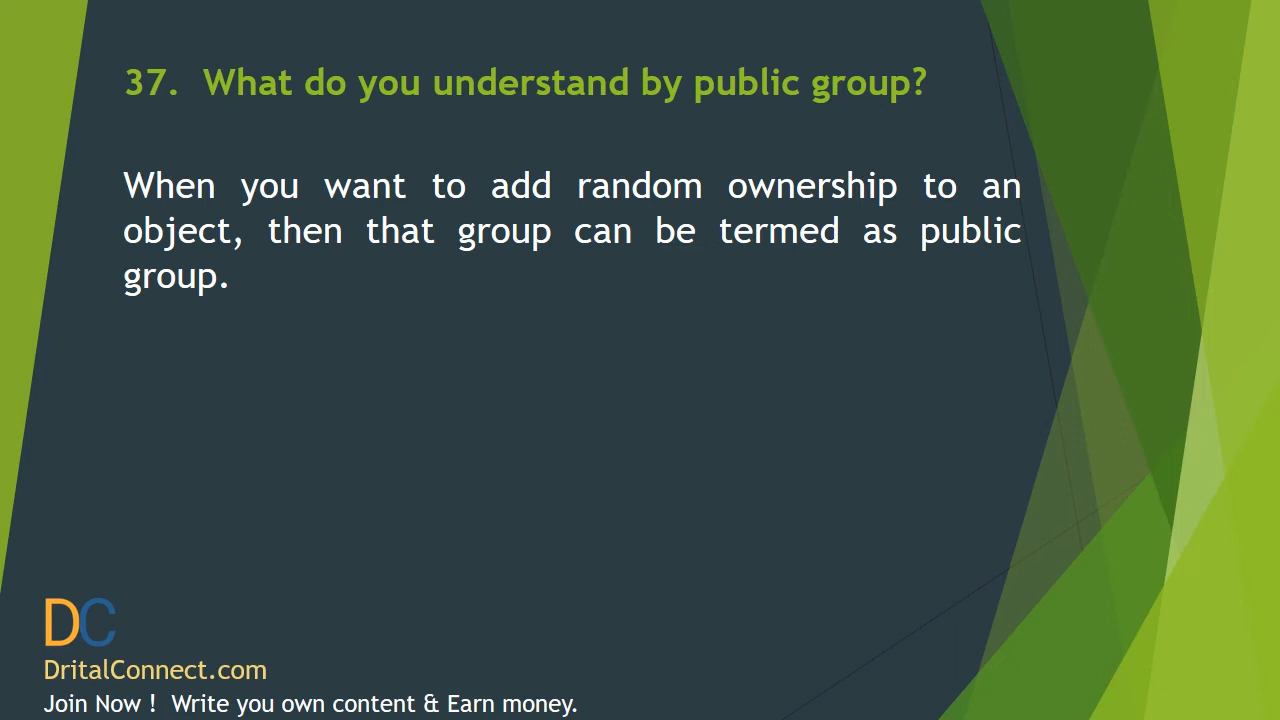 37. What do you understand by public group?
When you want to add random ownership to an
object, then that group can be termed as public
group.
DC
DritalConnect.com
Join Now ! Write you own content & Earn money.